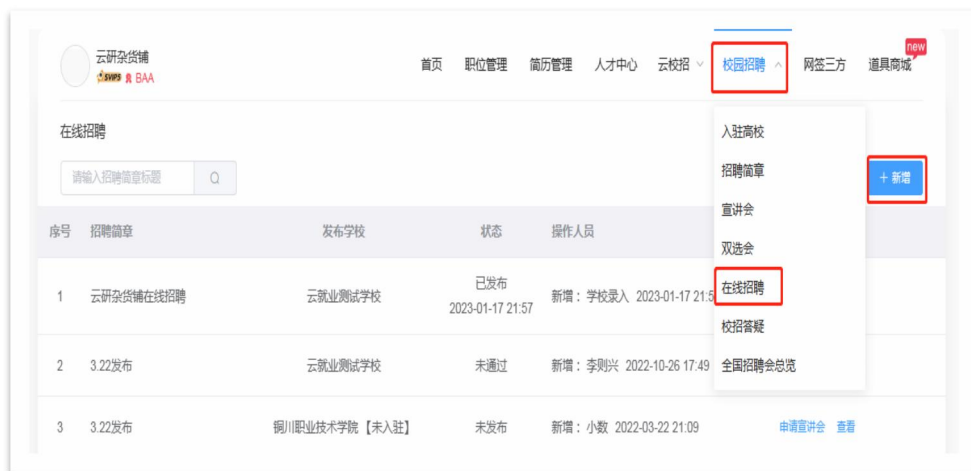 云研杂货铺
SVIP3 BAA
首页 职位管理 简历管理 人才中心 云校招 校园招聘 网签三方 道具商城 new
在线招聘
请输入招聘简章标题
+ 新增
入驻高校
招聘简章
宣讲会
双选会
在线招聘
校招答疑
全国招聘会总览
序号 招聘简章 发布学校 状态 操作人员
1 云研杂货铺在线招聘 云就业测试学校 已发布 新增：学校录入 2023-01-17 21:5
2023-01-17 21:57
2 3.22发布 云就业测试学校 未通过 新增：李则兴 2022-10-26 17:49
3 3.22发布 铜川职业技术学院【未入驻】 未发布 新增：小数 2022-03-22 21:09 申请宣讲会 查看